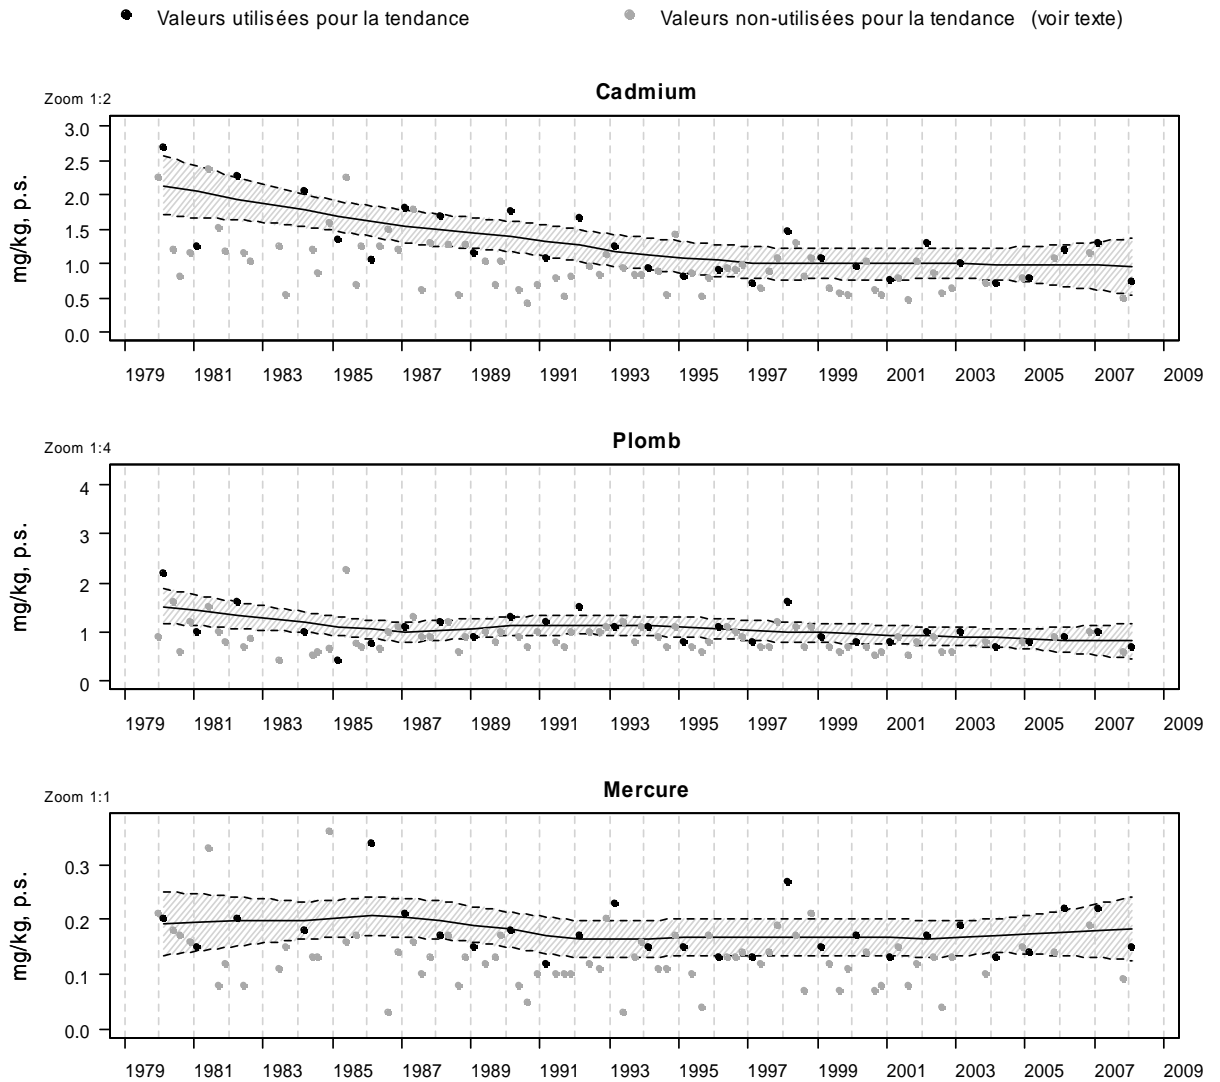 Valeurs utilisées pour la tendance
Valeurs non-utilisées pour la tendance (voir texte)
Zoom 1:2
Cadmium
mg/kg, p.s.
3.0
2.5
2.0
1.5
1.0
0.5
0.0
1979 1981 1983 1985 1987 1989 1991 1993 1995 1997 1999 2001 2003 2005 2007 2009
Zoom 1:4
Plomb
mg/kg, p.s.
4
3
2
1
0
1979 1981 1983 1985 1987 1989 1991 1993 1995 1997 1999 2001 2003 2005 2007 2009
Zoom 1:1
Mercure
mg/kg, p.s.
0.3
0.2
0.1
0.0
1979 1981 1983 1985 1987 1989 1991 1993 1995 1997 1999 2001 2003 2005 2007 2009